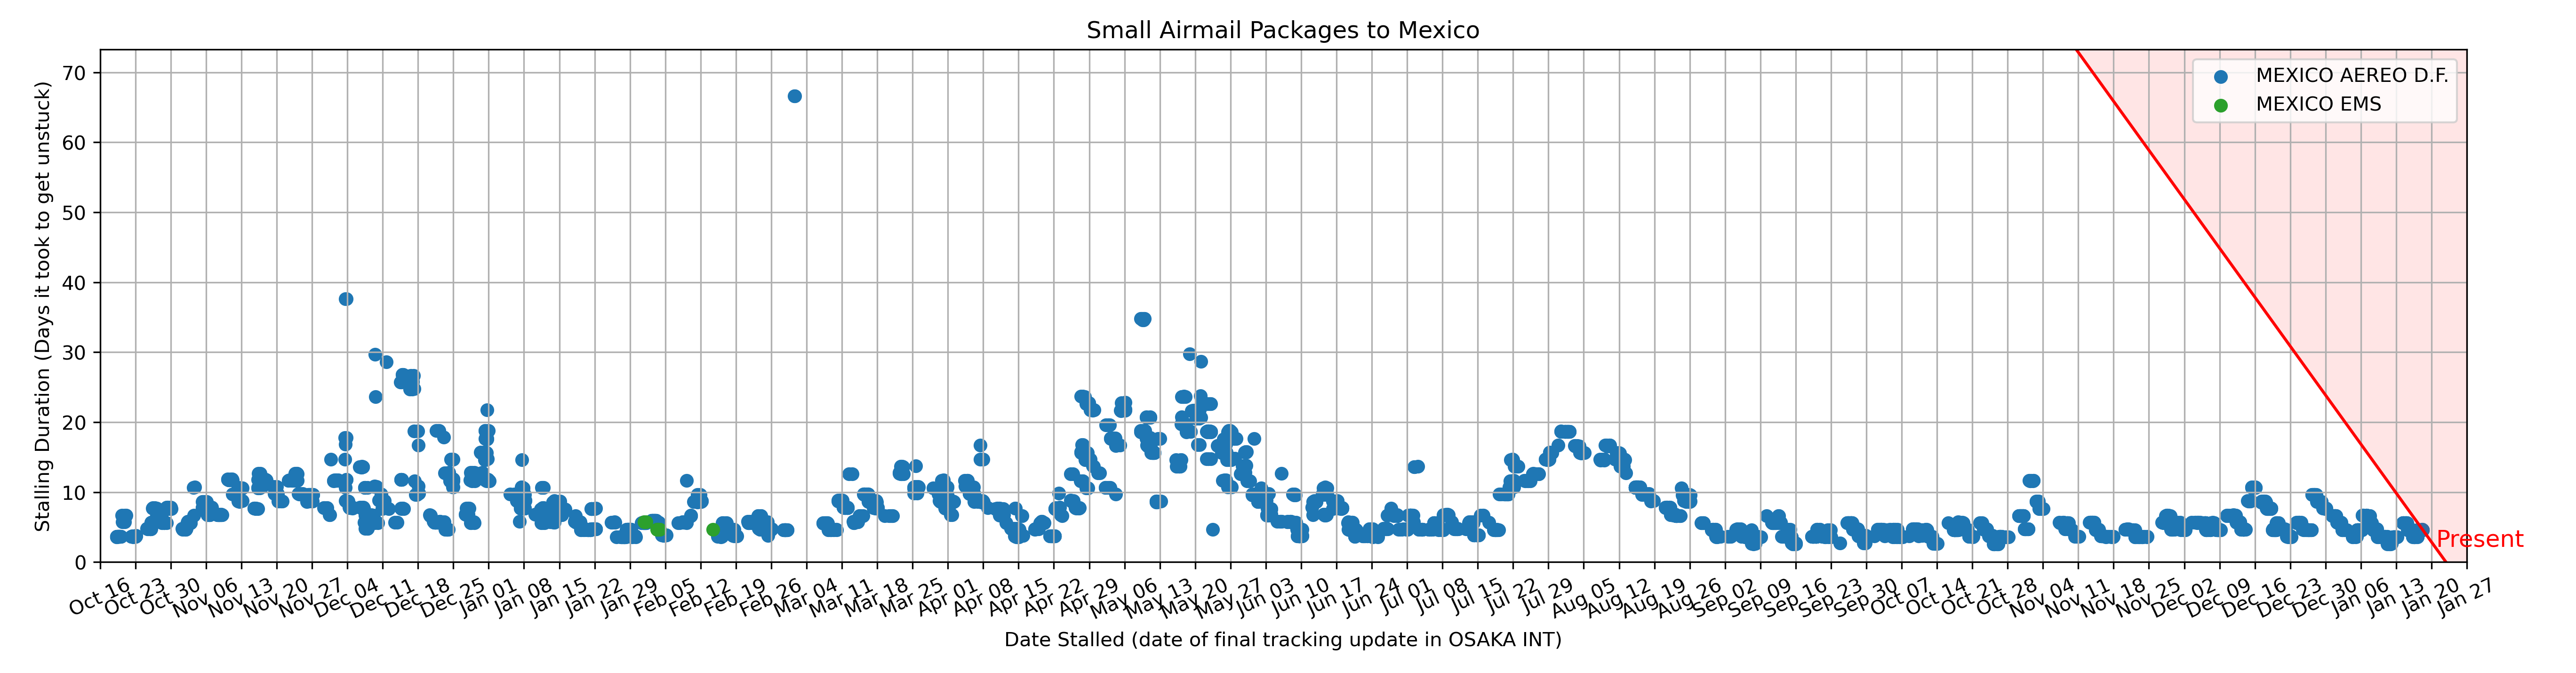 Small Airmail Packages to Mexico
MEXICO AEREO D.F.
MEXICO EMS
Stalling Duration (Days it took to get unstuck)
70
60
50
40
30
20
10
0
Present
Oct 16
Oct 23
Oct 30
Nov 06
Nov 13
Nov 20
Nov 27
Dec 04
Dec 11
Dec 18
Dec 25
Jan 01
Jan 08
Jan 15
Jan 22
Jan 29
Feb 05
Feb 12
Feb 19
Feb 26
Mar 04
Mar 11
Mar 18
Mar 25
Apr 01
Apr 08
Apr 15
Apr 22
Apr 29
May 06
May 13
May 20
May 27
Jun 03
Jun 10
Jun 17
Jun 24
Jul 01
Jul 08
Jul 15
Jul 22
Jul 29
Aug 05
Aug 12
Aug 19
Aug 26
Sep 02
Sep 09
Sep 16
Sep 23
Sep 30
Oct 07
Oct 14
Oct 21
Oct 28
Nov 04
Nov 11
Nov 18
Nov 25
Dec 02
Dec 09
Dec 16
Dec 23
Dec 30
Jan 06
Jan 13
Jan 20
Jan 27
Date Stalled (date of final tracking update in OSAKA INT)